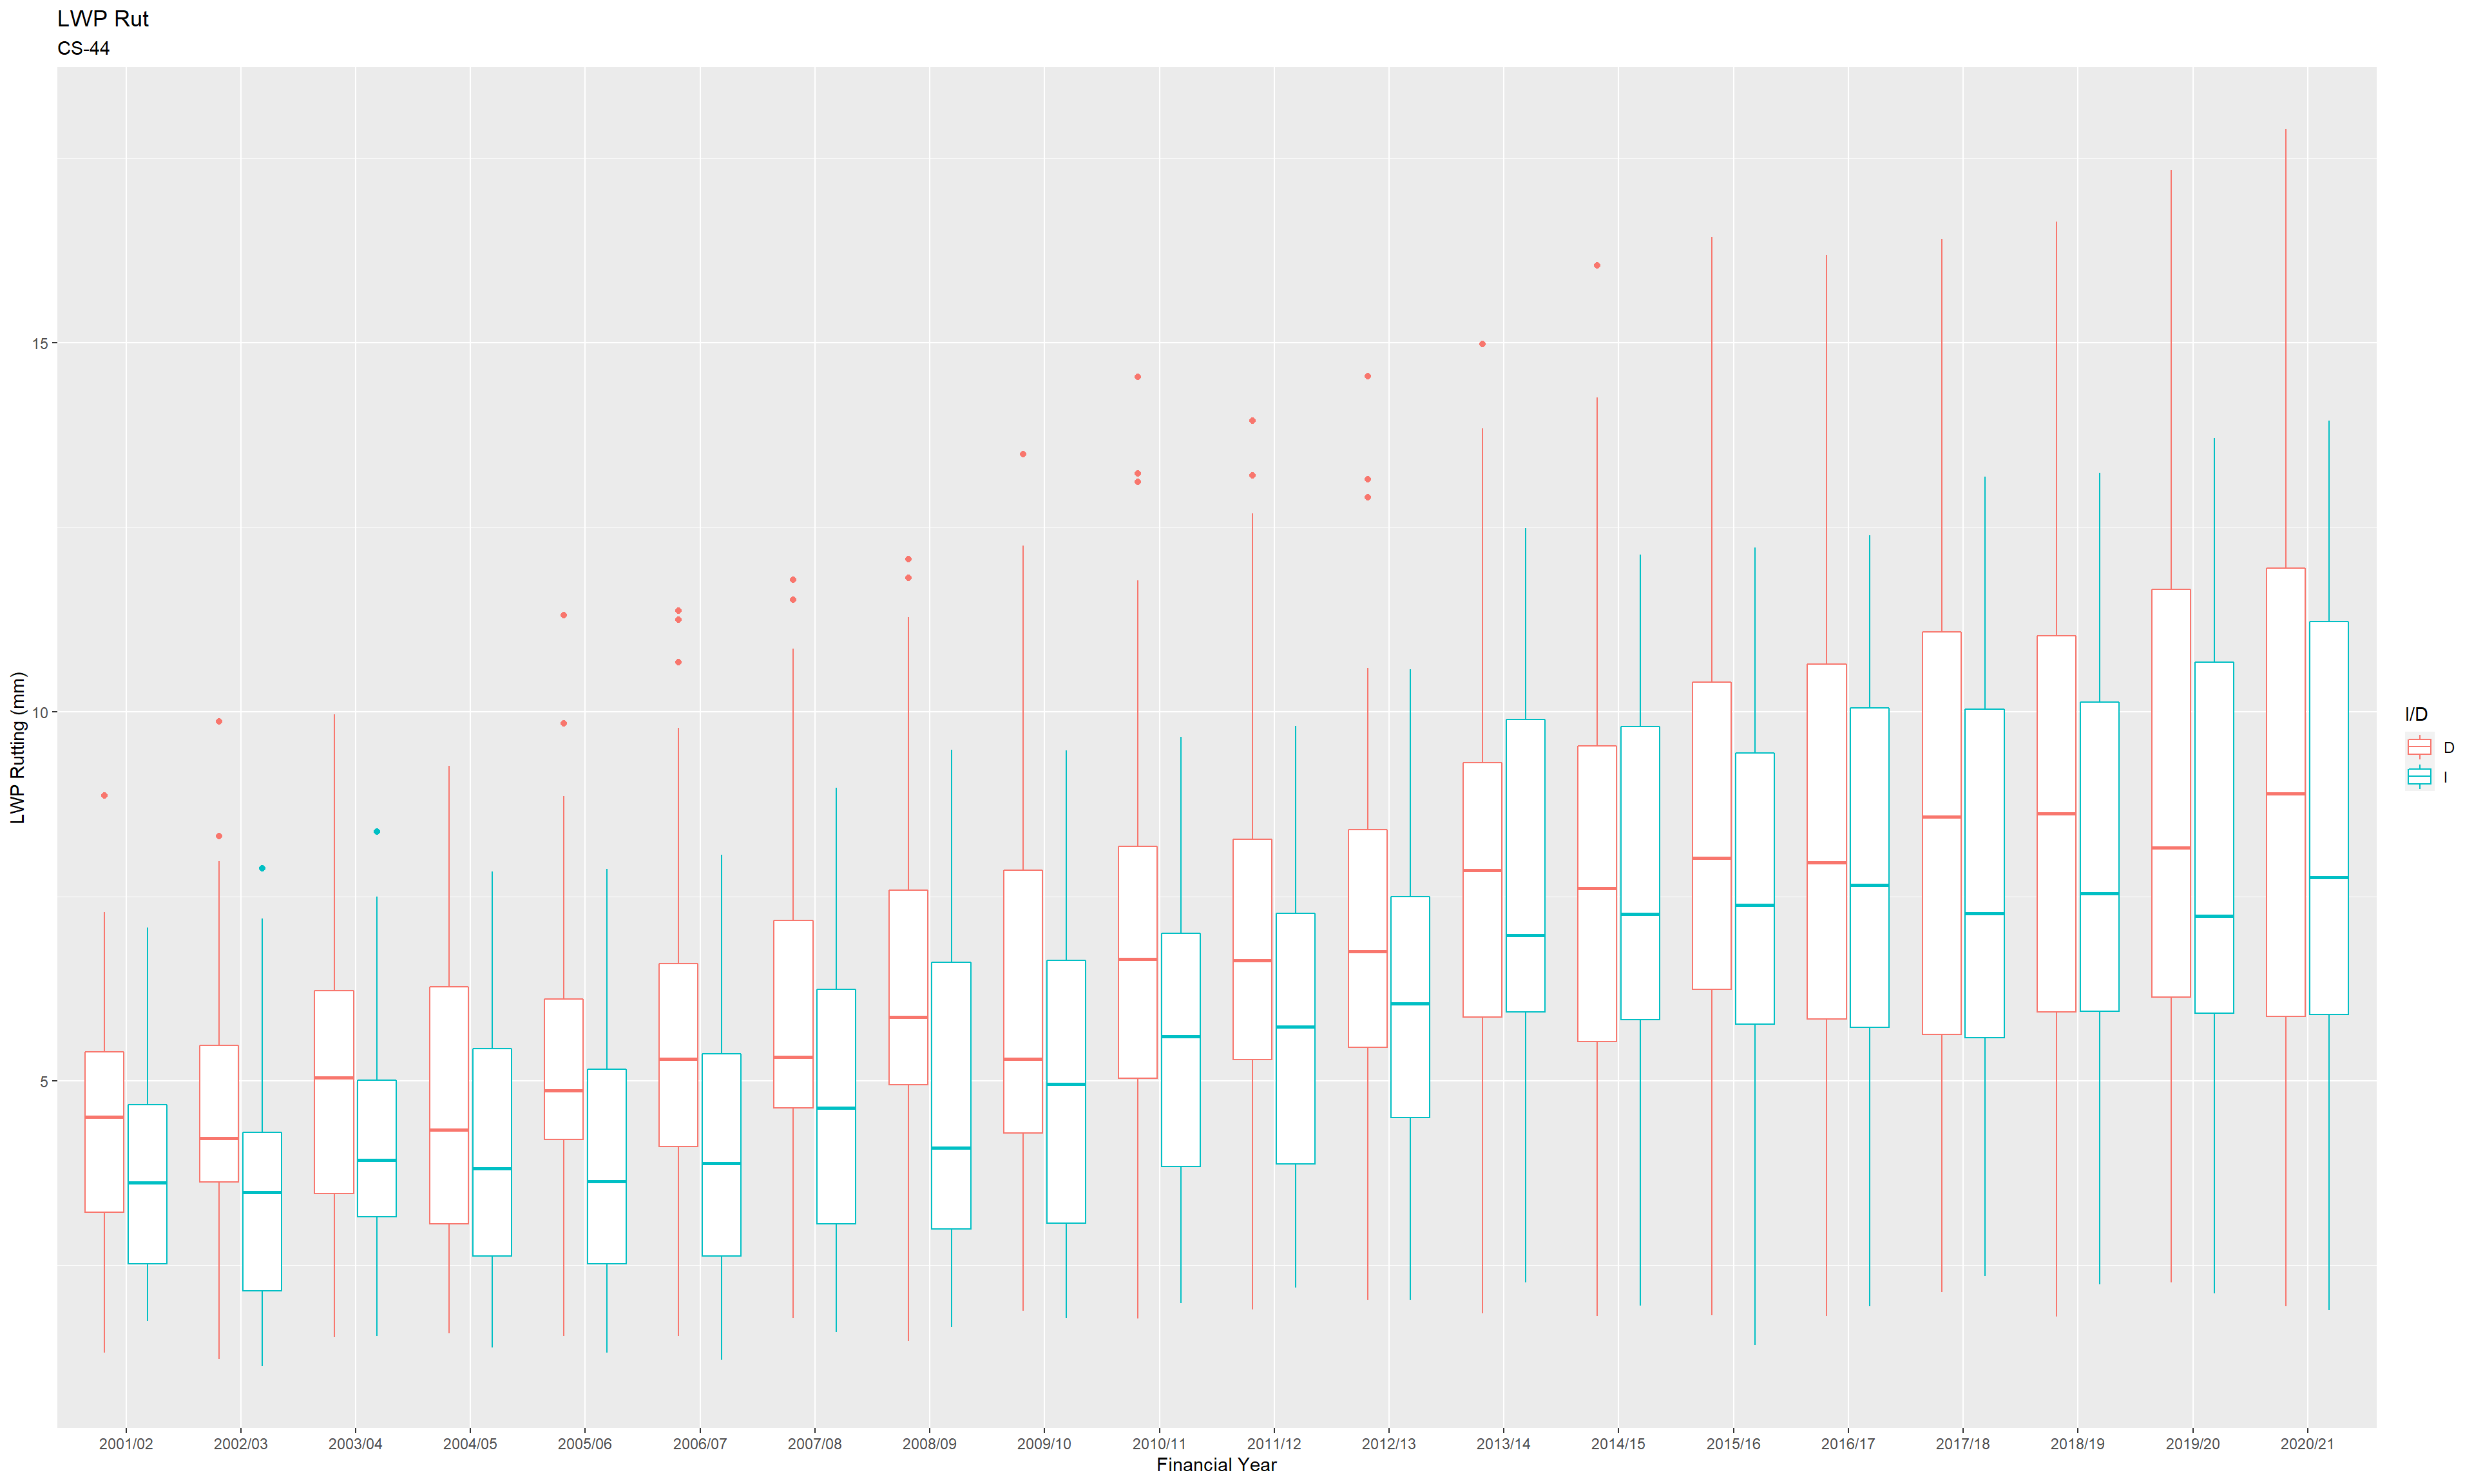 LWP Rut
CS-44
LWP Rutting (mm)
15
10
5
2001/02 2002/03 2003/04 2004/05 2005/06 2006/07 2007/08 2008/09 2009/10 2010/11 2011/12 2012/13 2013/14 2014/15 2015/16 2016/17 2017/18 2018/19 2019/20 2020/21
Financial Year
I/D
D
I